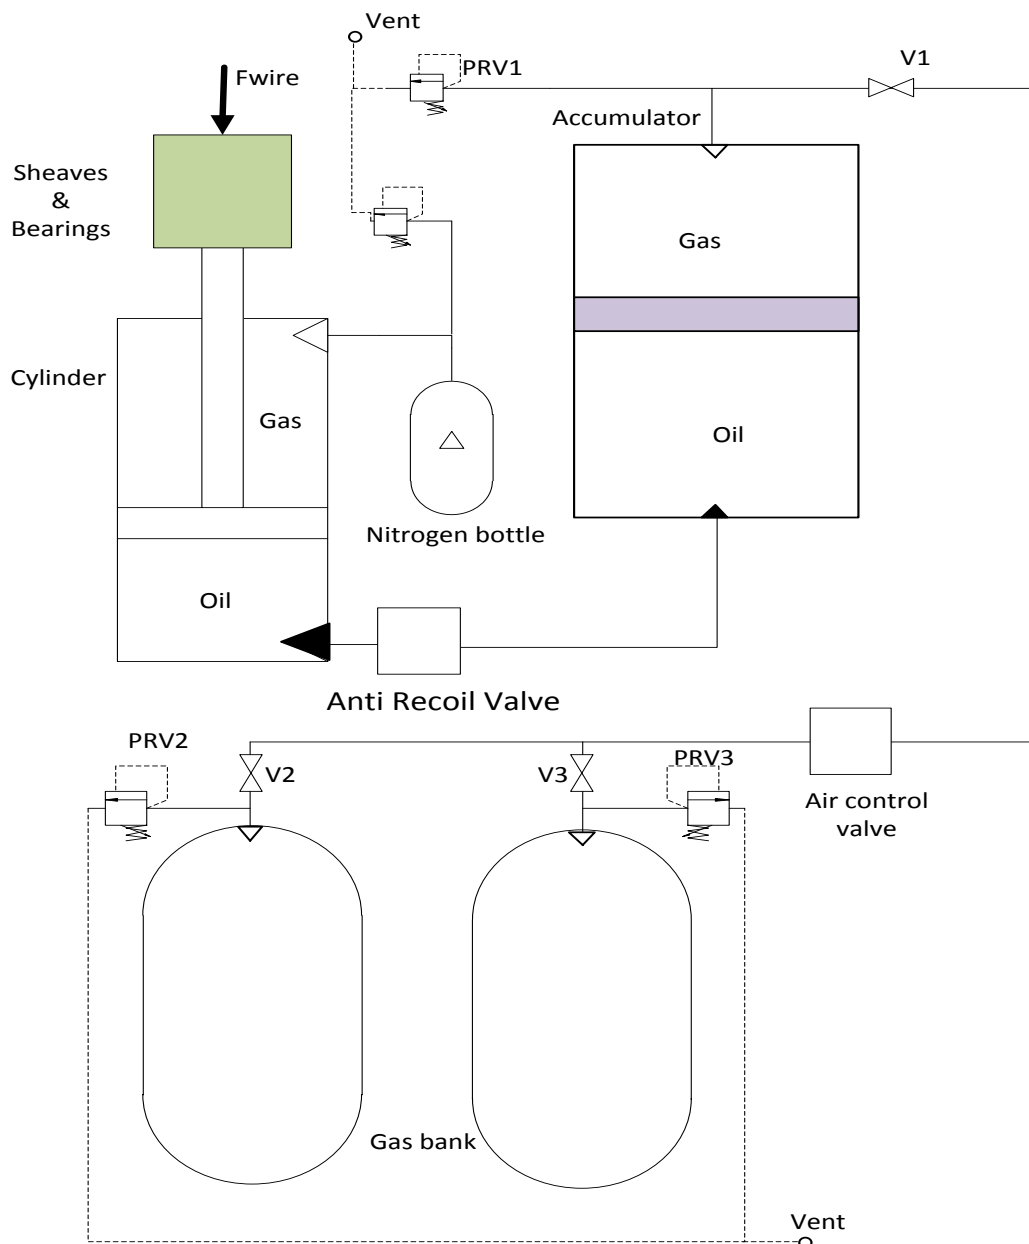 Vent
PRV1
V1
Fwire
Accumulator
Sheaves
&
Bearings
Gas
Cylinder
Gas
Oil
Nitrogen bottle
Oil
Anti Recoil Valve
PRV2
V2
V3
PRV3
Air control
valve
Gas bank
Vent